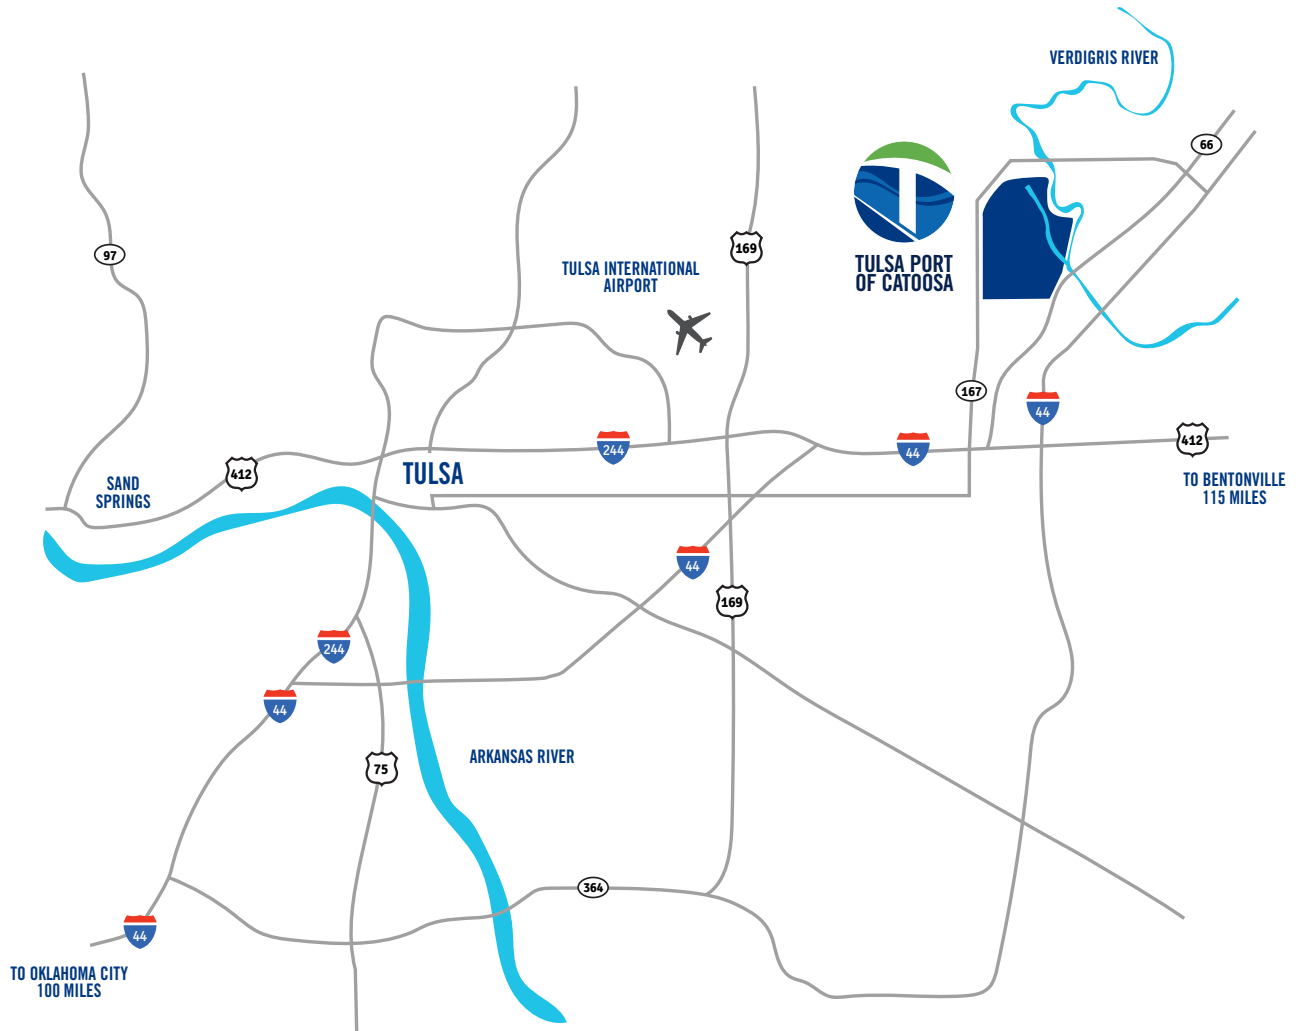 VERDIGRIS RIVER
66
169
97
TULSA PORT
OF CATOOSA
TULSA INTERNATIONAL
AIRPORT
167
44
244
44
412
TO BENTONVILLE
115 MILES
412
TULSA
SAND
SPRINGS
44
169
244
44
75
ARKANSAS RIVER
364
44
TO OKLAHOMA CITY
100 MILES